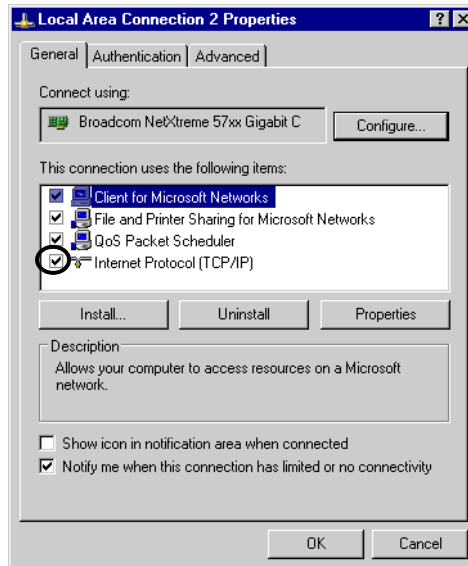 Local Area Connection 2 Properties
General Authentication Advanced
Connect using:
Broadcom NetXtreme 57xx Gigabit C Configure...
This connection uses the following items:
Client for Microsoft Networks
File and Printer Sharing for Microsoft Networks
QoS Packet Scheduler
Internet Protocol (TCP/IP)
Install... Uninstall Properties
Description
Allows your computer to access resources on a Microsoft
network.
Show icon in notification area when connected
Notify me when this connection has limited or no connectivity
OK Cancel